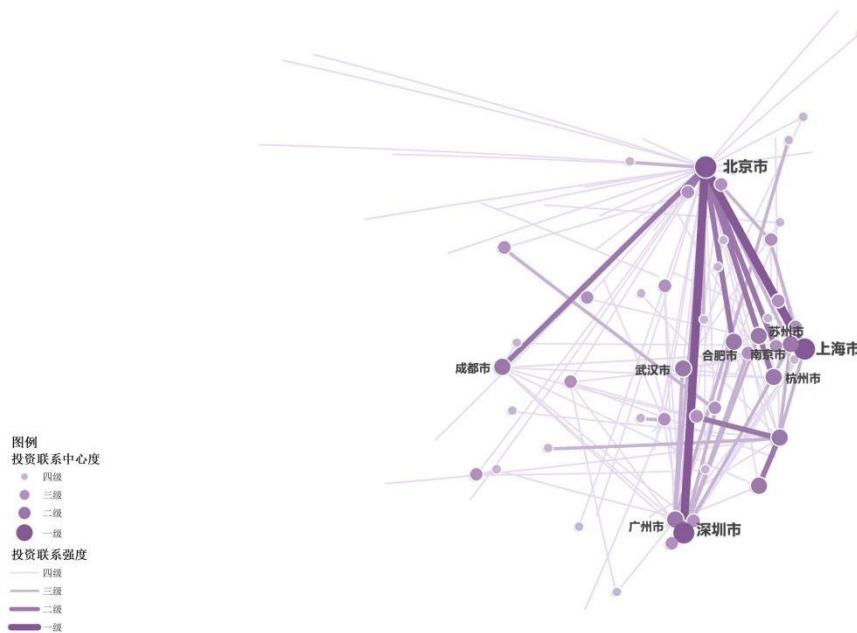 北京市
苏州市
上海市
合肥市
南京市
武汉市
成都市
杭州市
广州市
深圳市
图例
投资联系中心度
四级
三级
二级
一级
投资联系强度
四级
三级
二级
一级